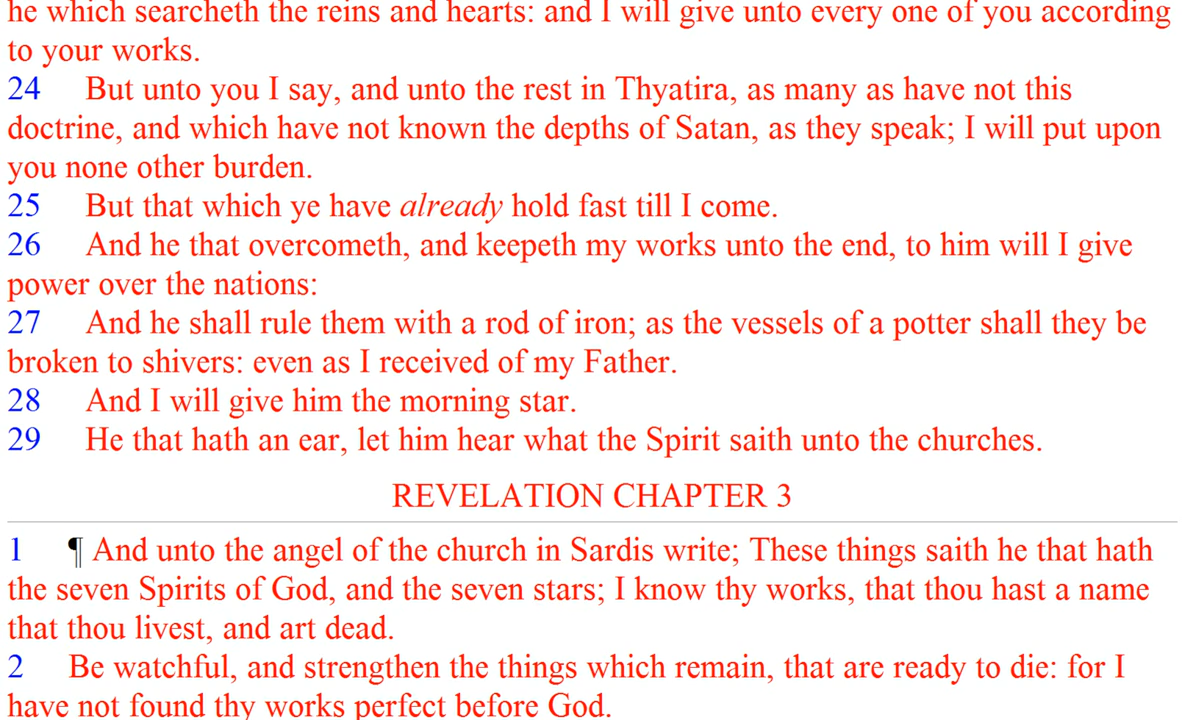 he which searcheth the reins and hearts: and I will give unto every one of you according
to your works.
24 But unto you I say, and unto the rest in Thyatira, as many as have not this
doctrine, and which have not known the depths of Satan, as they speak; I will put upon
you none other burden.
25 But that which ye have already hold fast till I come.
26 And he that overcometh, and keepeth my works unto the end, to him will I give
power over the nations:
27 And he shall rule them with a rod of iron; as the vessels of a potter shall they be
broken to shivers: even as I received of my Father.
28 And I will give him the morning star.
29 He that hath an ear, let him hear what the Spirit saith unto the churches.
REVELATION CHAPTER 3
1 ¶ And unto the angel of the church in Sardis write; These things saith he that hath
the seven Spirits of God, and the seven stars; I know thy works, that thou hast a name
that thou livest, and art dead.
2 Be watchful, and strengthen the things which remain, that are ready to die: for I
have not found thy works perfect before God.